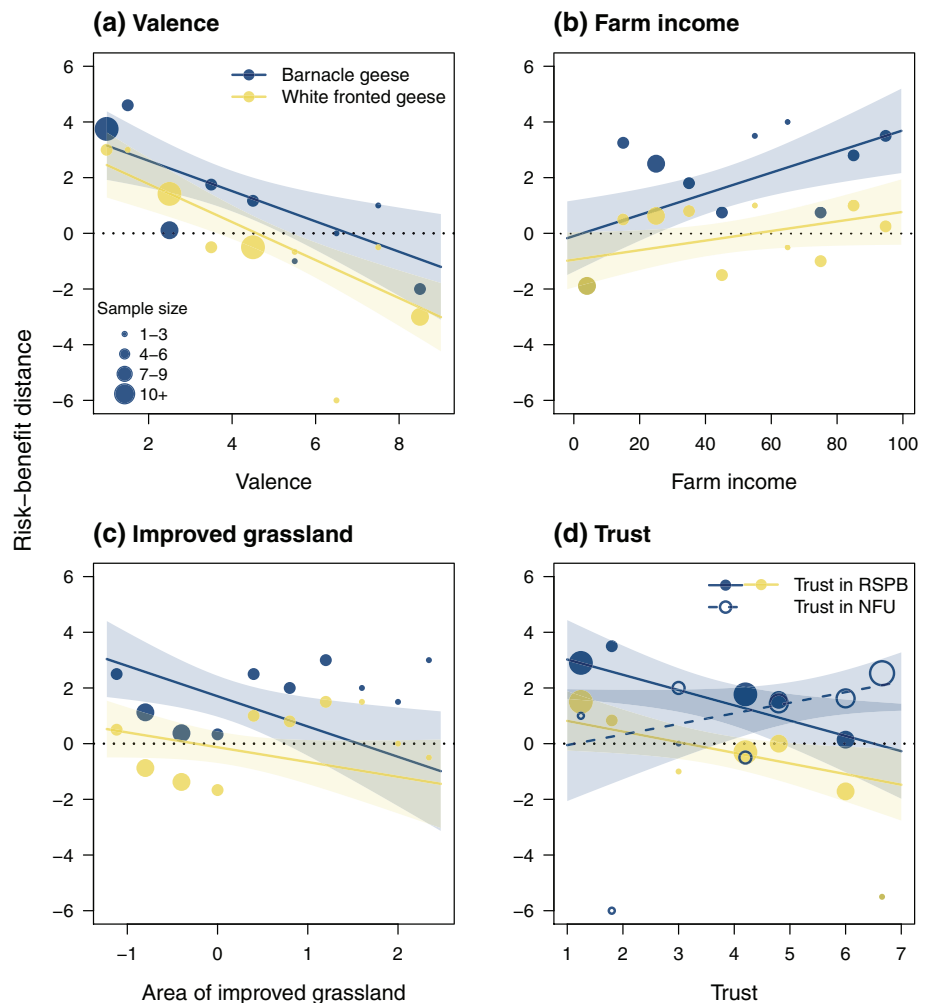 Risk–benefit distance
(a) Valence
6
4
2
0
−2
−4
−6
Barnacle geese
White fronted geese
Sample size
1−3
4−6
7−9
10+
2 4 6 8
Valence
(b) Farm income
6
4
2
0
−2
−4
−6
0 20 40 60 80 100
Farm income
(c) Improved grassland
6
4
2
0
−2
−4
−6
−1 0 1 2
Area of improved grassland
(d) Trust
6
4
2
0
−2
−4
−6
Trust in RSPB
Trust in NFU
1 2 3 4 5 6 7
Trust